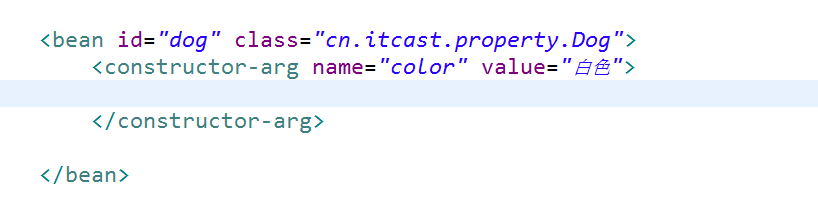 <bean id="dog" class="cn.itcast.property.Dog">
<constructor-arg name="color" value="白色">
</constructor-arg>
</bean>